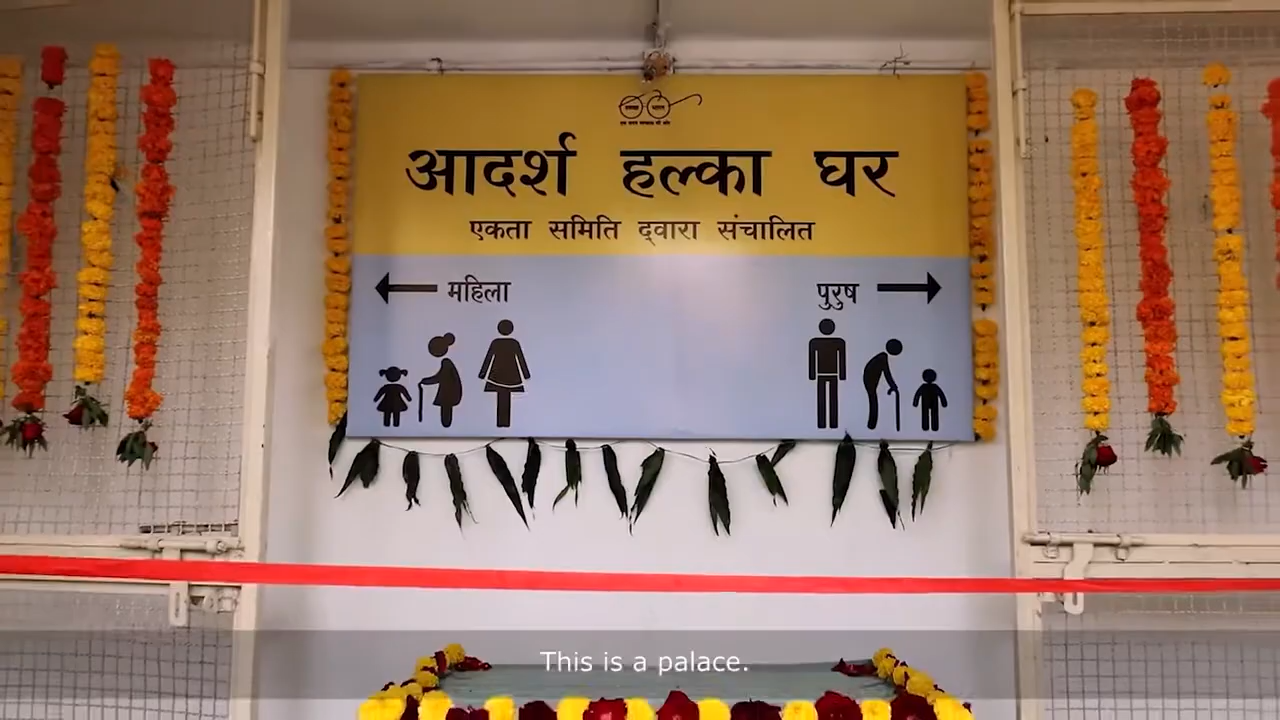 आदर्श हल्का घर
एकता समिति द्वारा संचालित
महिला
पुरुष
This is a palace.